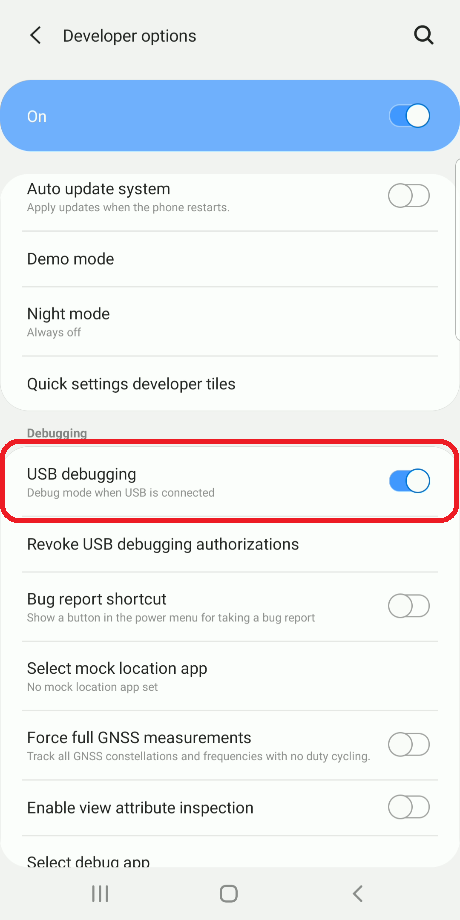 Developer options
On
Auto update system
Apply updates when the phone restarts.
Demo mode
Night mode
Always off
Quick settings developer tiles
Debugging
USB debugging
Debug mode when USB is connected
Revoke USB debugging authorizations
Bug report shortcut
Show a button in the power menu for taking a bug report
Select mock location app
No mock location app set
Force full GNSS measurements
Track all GNSS constellations and frequencies with no duty cycling.
Enable view attribute inspection
Select debug app